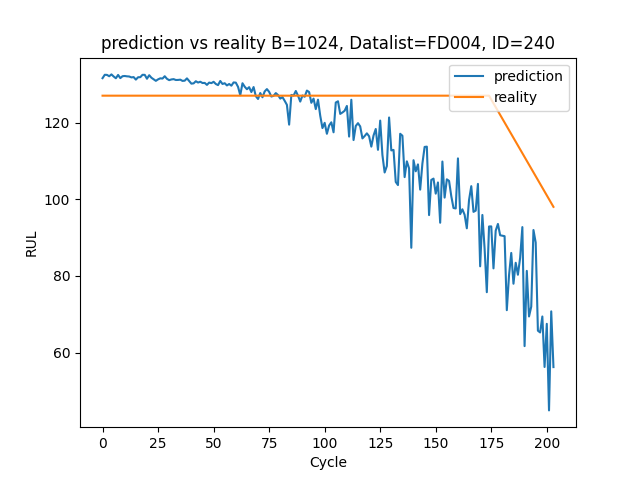 prediction vs reality B=1024, Datalist=FD004, ID=240
prediction
reality
RUL
120
100
80
60
0 25 50 75 100 125 150 175 200
Cycle